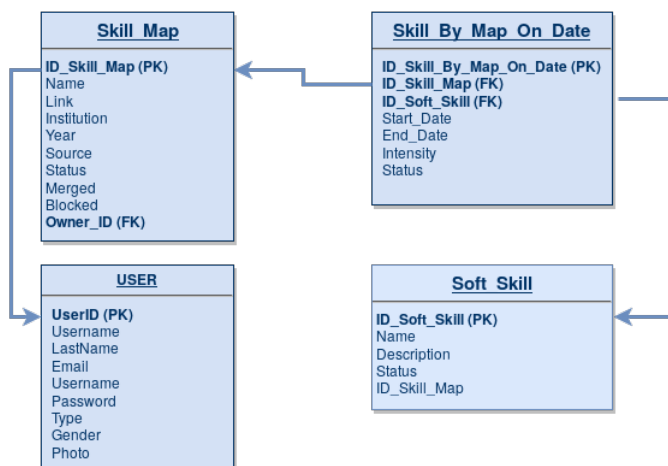 Skill_Map
ID_Skill_Map (PK)
Name
Link
Institution
Year
Source
Status
Merged
Blocked
Owner_ID (FK)
Skill_By_Map_On_Date
ID_Skill_By_Map_On_Date (PK)
ID_Skill_Map (FK)
ID_Soft_Skill (FK)
Start_Date
End_Date
Intensity
Status
USER
UserID (PK)
Username
LastName
Email
Username
Password
Type
Gender
Photo
Soft_Skill
ID_Soft_Skill (PK)
Name
Description
Status
ID_Skill_Map